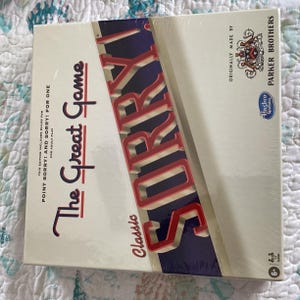 The Great Game
Classic
SORRY!
POINT SORRY! AND SORRY! FOR ONE
ORIGINALLY MADE BY
PARKER BROTHERS
Hasbro